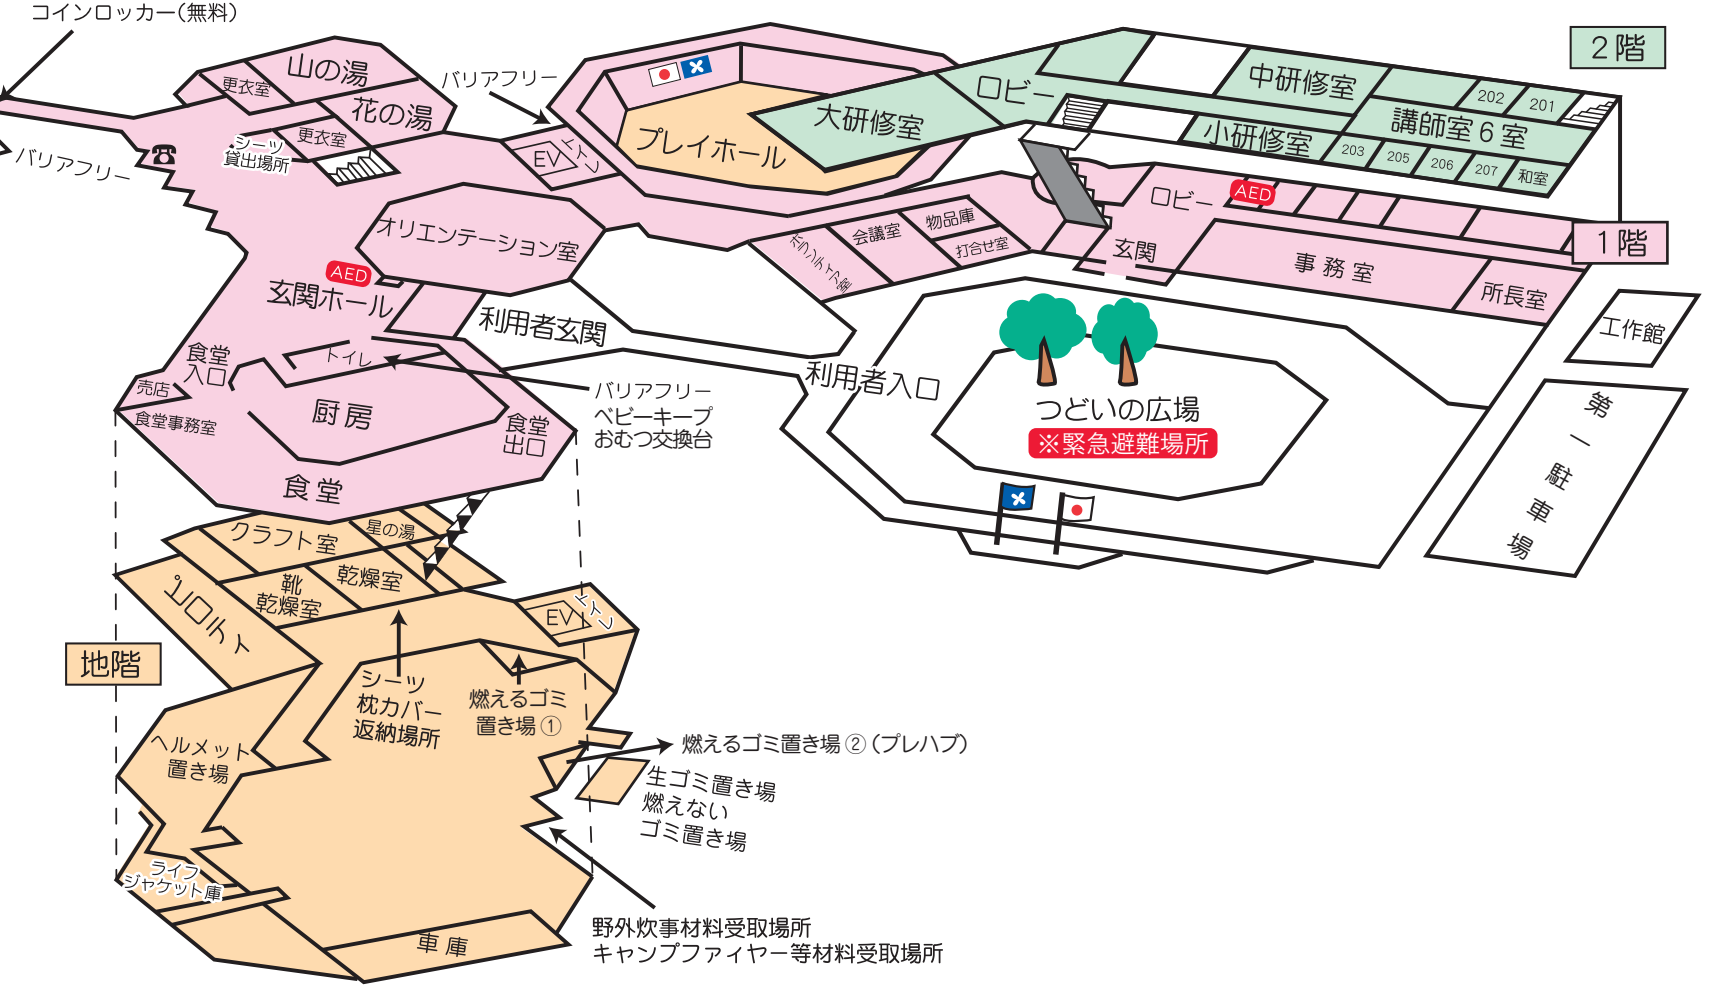 コインロッカー(無料)
バリアフリー
山の湯
更衣室
花の湯
更衣室
シーツ
貸出場所
バリアフリー
EV
トイレ
プレイホール
大研修室
ロビー
中研修室
202
201
講師室6室
小研修室
203
205
206
207
和室
2階
オリエンテーション室
AED
玄関ホール
ボランティア室
会議室
物品庫
打合せ室
ロビー
AED
玄関
事務室
所長室
1階
利用者玄関
食堂
入口
トイレ
売店
食堂事務室
厨房
食堂
出口
食堂
バリアフリー
ベビーキープ
おむつ交換台
利用者入口
つどいの広場
※緊急避難場所
工作館
第一駐車場
クラフト室
星の湯
靴
乾燥室
乾燥室
ピロティ
EV
トイレ
地階
シーツ
枕カバー
返納場所
燃えるゴミ
置き場①
ヘルメット
置き場
燃えるゴミ置き場②(プレハブ)
生ゴミ置き場
燃えない
ゴミ置き場
ライフ
ジャケット庫
車庫
野外炊事材料受取場所
キャンプファイヤー等材料受取場所